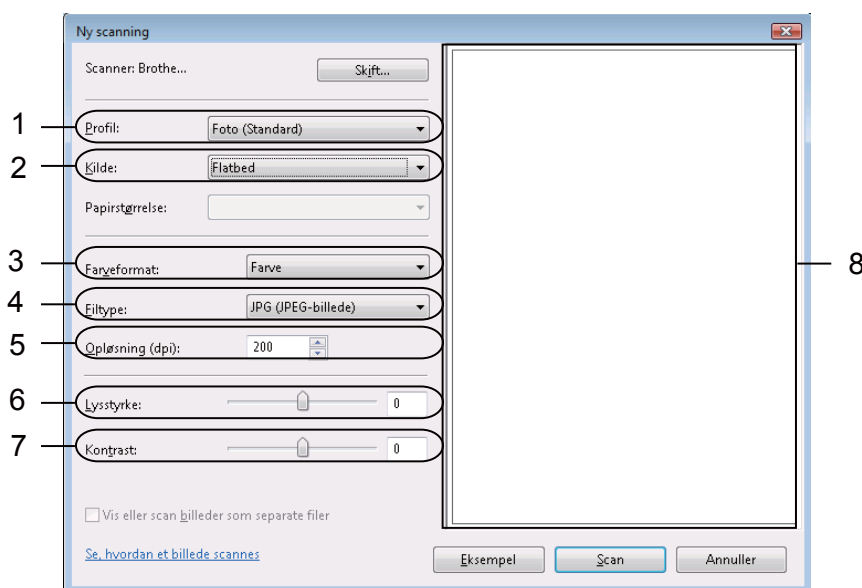 Ny scanning
Scanner: Brothe... Skift...
1 Profil: Foto (Standard)
2 Kilde: Flatbed
Papirstørrelse:
3 Farveformat: Farve
8
4 Filtype: JPG (JPEG-billede)
5 Opløsning (dpi): 200
6 Lysstyrke: 0
7 Kontrast: 0
Vis eller scan billeder som separate filer
Se, hvordan et billede scannes
Eksempel Scan Annuller